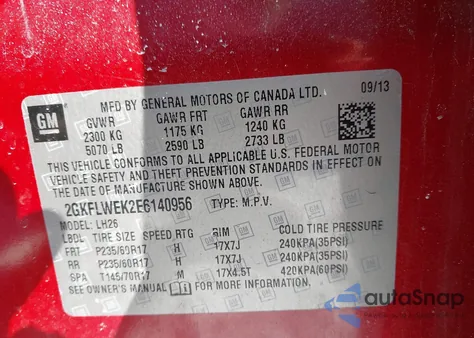 MFD BY GENERAL MOTORS OF CANADA LTD. 09/13
GM
GVWR GAWR FRT GAWR RR
2300 KG 1175 KG 1240 KG
5070 LB 2590 LB 2733 LB
THIS VEHICLE CONFORMS TO ALL APPLICABLE U.S. FEDERAL
MOTOR VEHICLE SAFETY, BUMPER, AND
THEFT PREVENTION STANDARDS IN EFFECT ON
THE DATE OF MANUFACTURE SHOWN ABOVE.
2GKFLWEK2E6140956 TYPE: M.P.V.
MODEL: LH26
LBDL TIRE SIZE SPEED RTG RIM COLD TIRE PRESSURE
FRT P235/60R17 H 17X7J 240KPA(35PSI)
RR P235/60R17 H 17X7J 240KPA(35PSI)
SPA T145/70R17 M 17X4.5T 420KPA(60PSI)
SEE OWNER'S MANUAL FOR MORE INFORMATION.
autoSnap